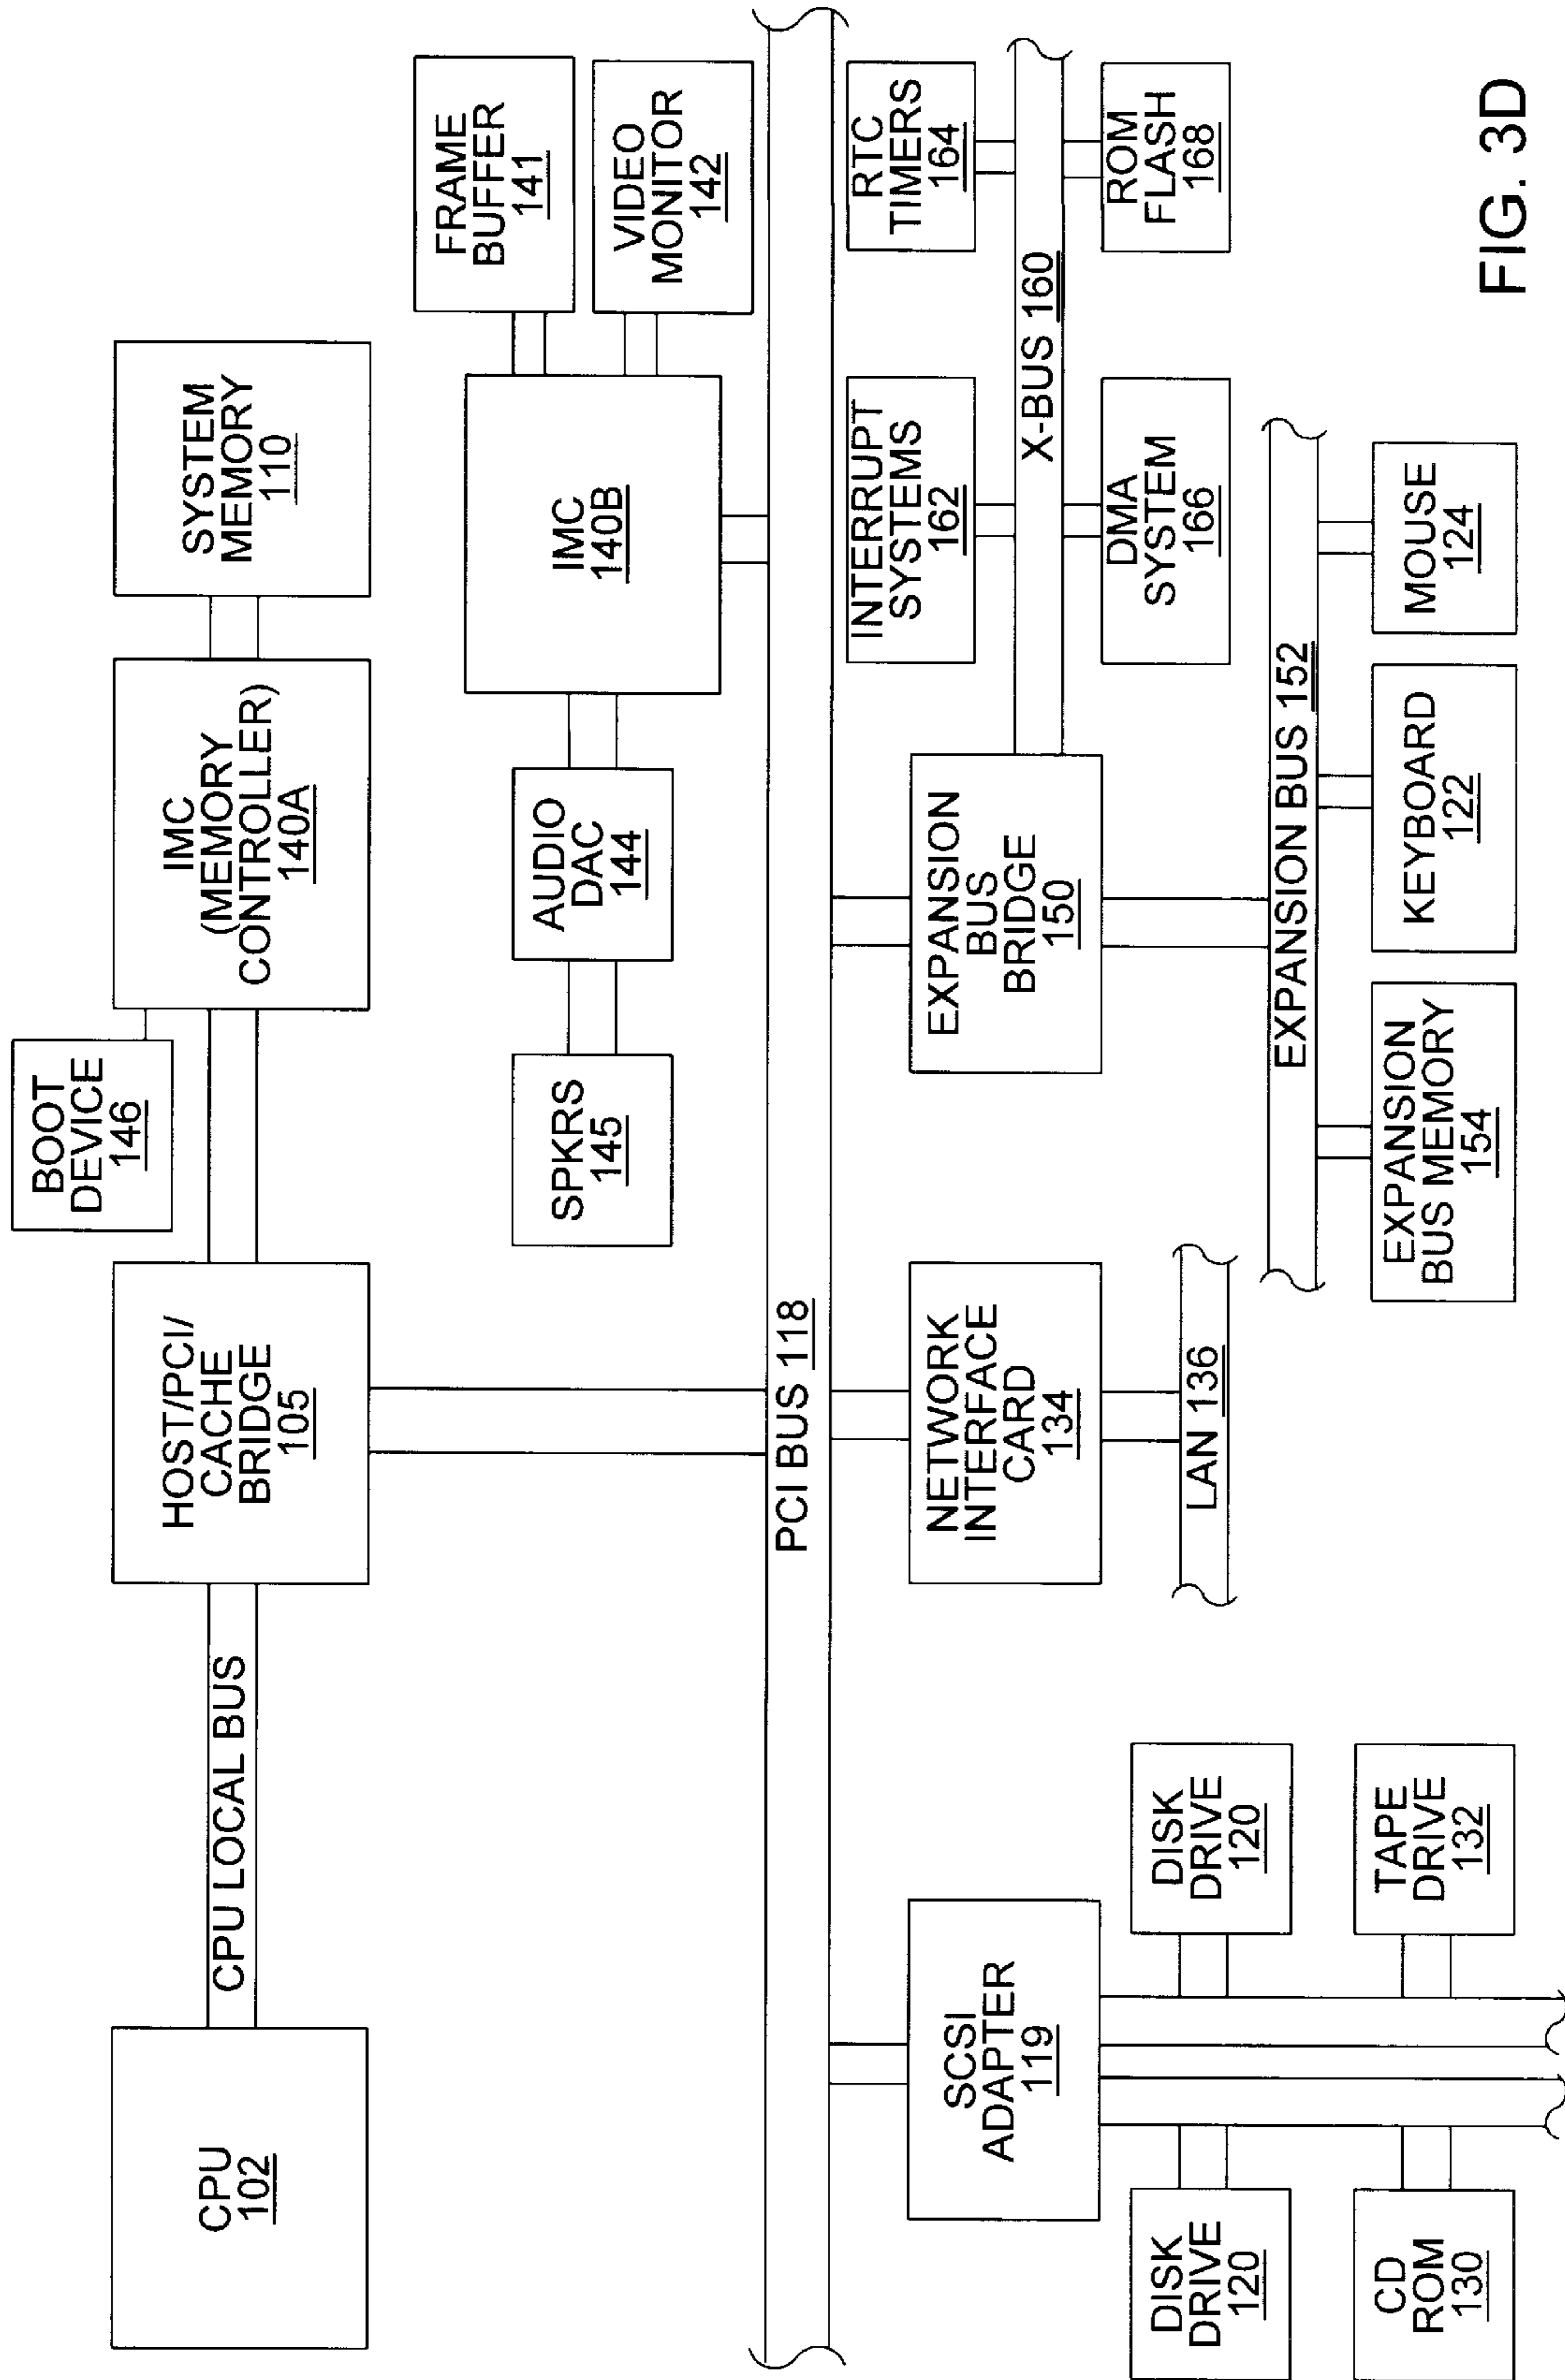 CPU
102
CPU LOCAL BUS
HOST/PCI/
CACHE
BRIDGE
105
BOOT
DEVICE
146
IMC
(MEMORY
CONTROLLER)
140A
SYSTEM
MEMORY
110
SPKRS
145
AUDIO
DAC
144
IMC
140B
FRAME
BUFFER
141
VIDEO
MONITOR
142
PCI BUS 118
SCSI
ADAPTER
119
DISK
DRIVE
120
DISK
DRIVE
120
CD
ROM
130
TAPE
DRIVE
132
NETWORK
INTERFACE
CARD
134
LAN 136
EXPANSION
BUS
BRIDGE
150
INTERRUPT
SYSTEMS
162
RTC
TIMERS
164
X-BUS 160
DMA
SYSTEM
166
ROM
FLASH
168
EXPANSION BUS 152
EXPANSION
BUS MEMORY
154
KEYBOARD
122
MOUSE
124
FIG. 3D